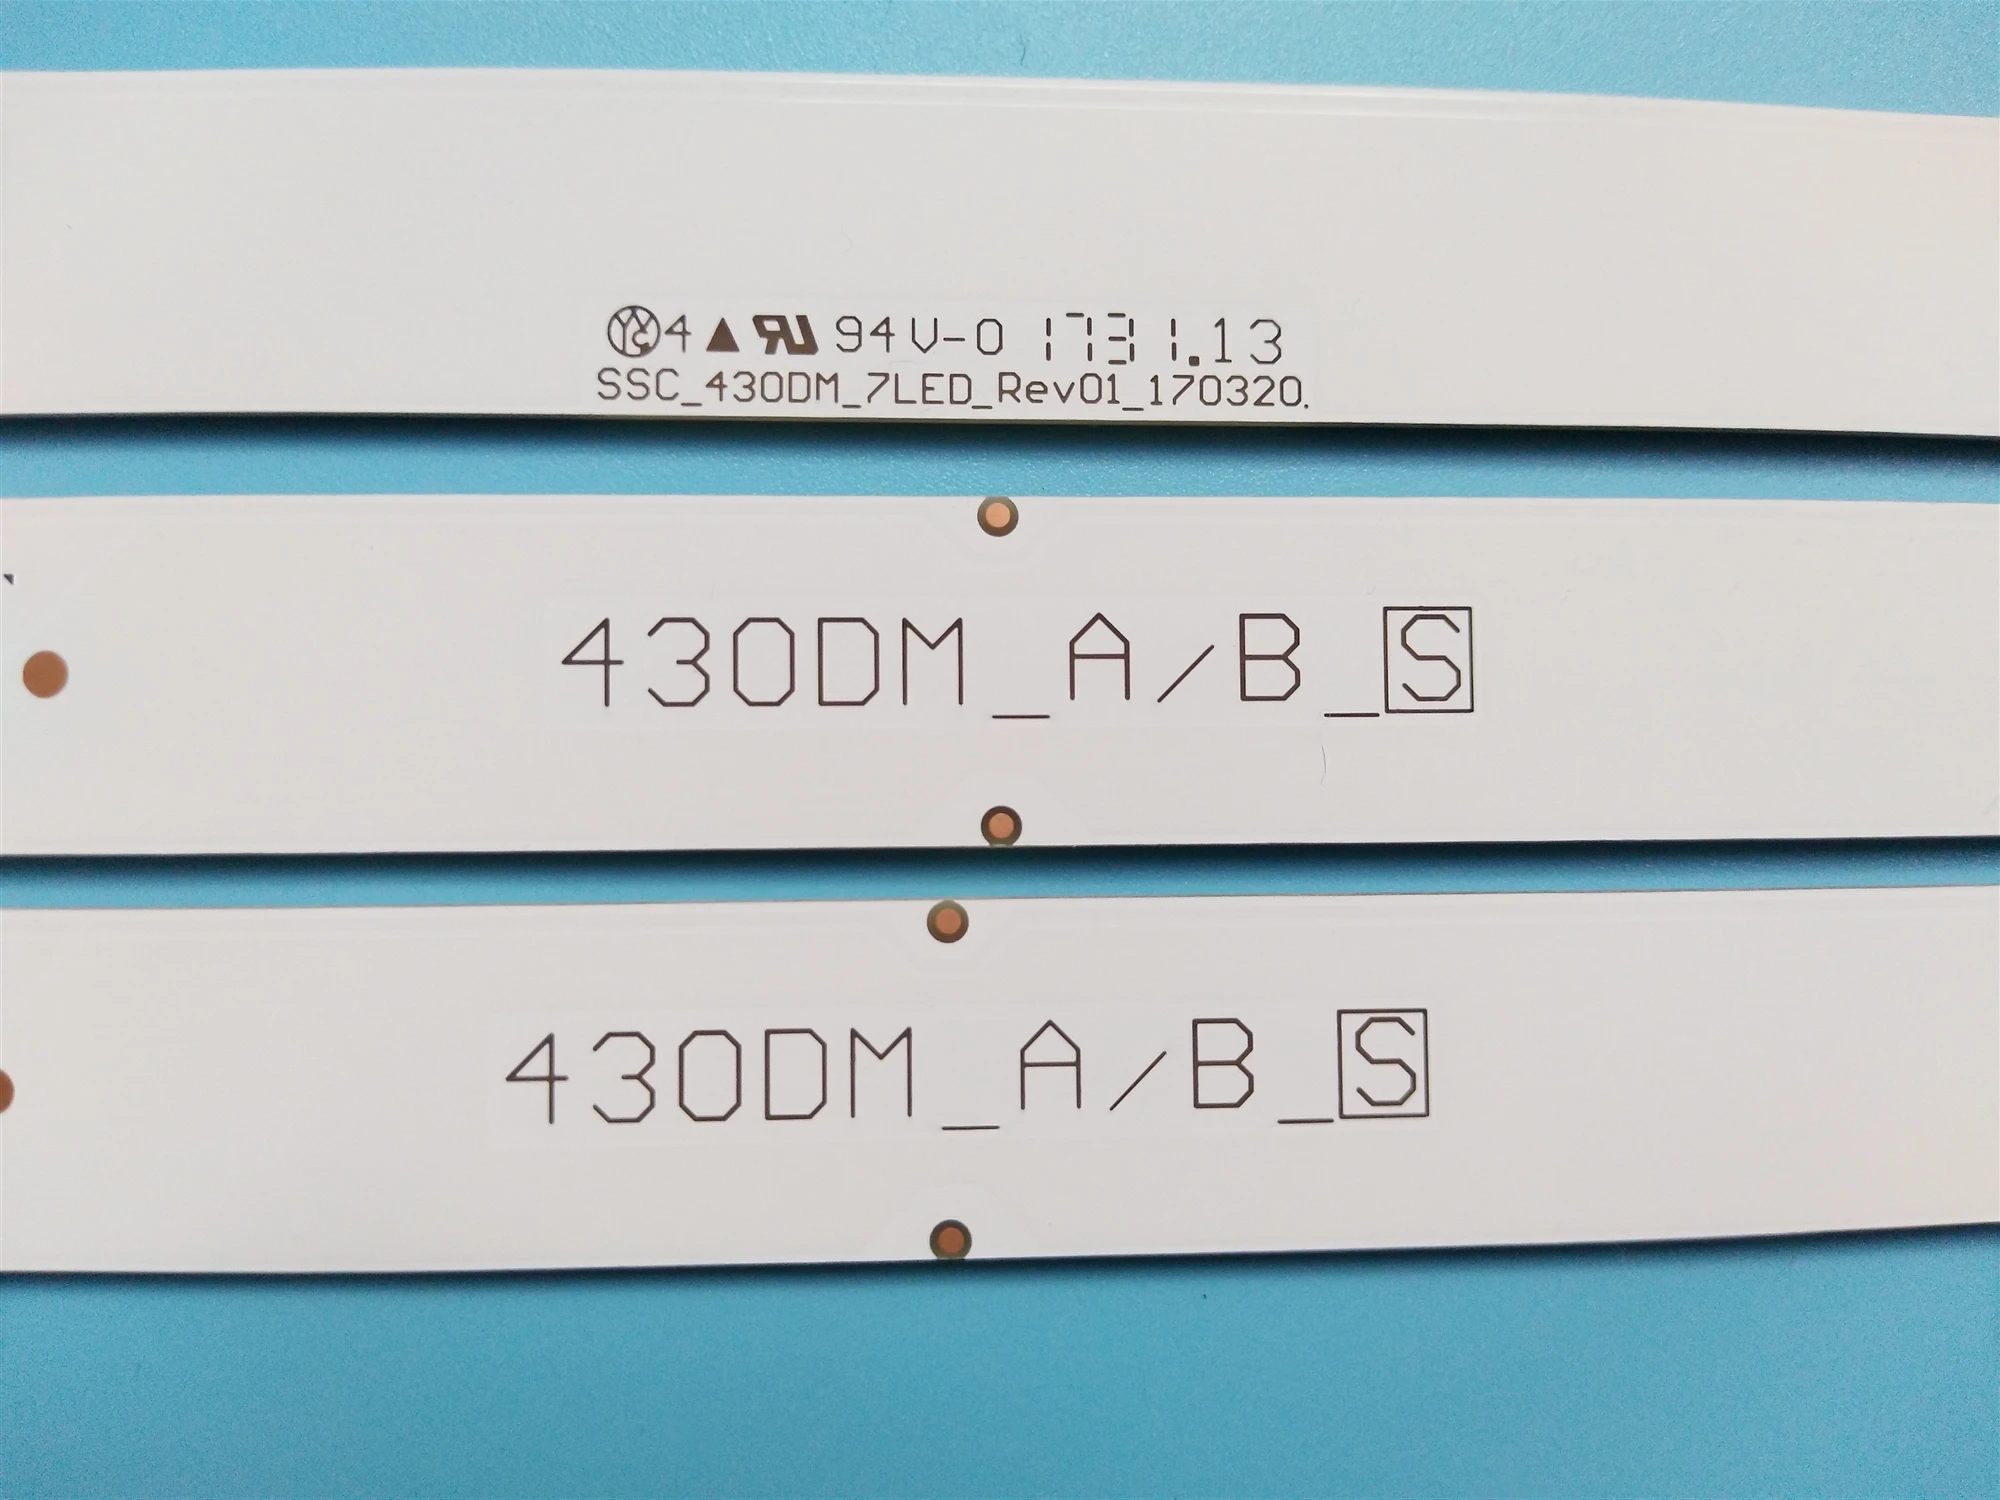 4▲ 94V-0 1731.13
SSC_430DM_7LED_Rev01_170320.
430DM_A/B_S
430DM_A/B_S